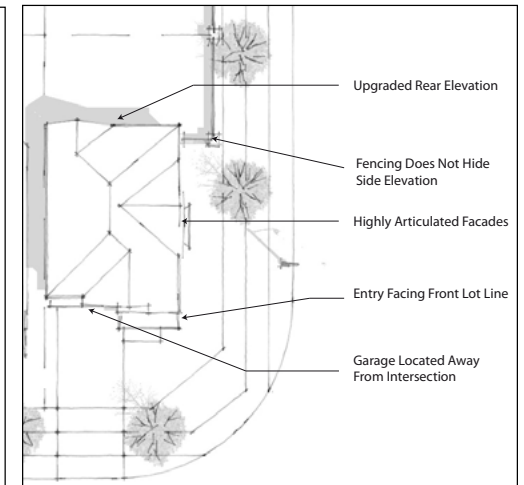 Upgraded Rear Elevation
Fencing Does Not Hide
Side Elevation
Highly Articulated Facades
Entry Facing Front Lot Line
Garage Located Away
From Intersection